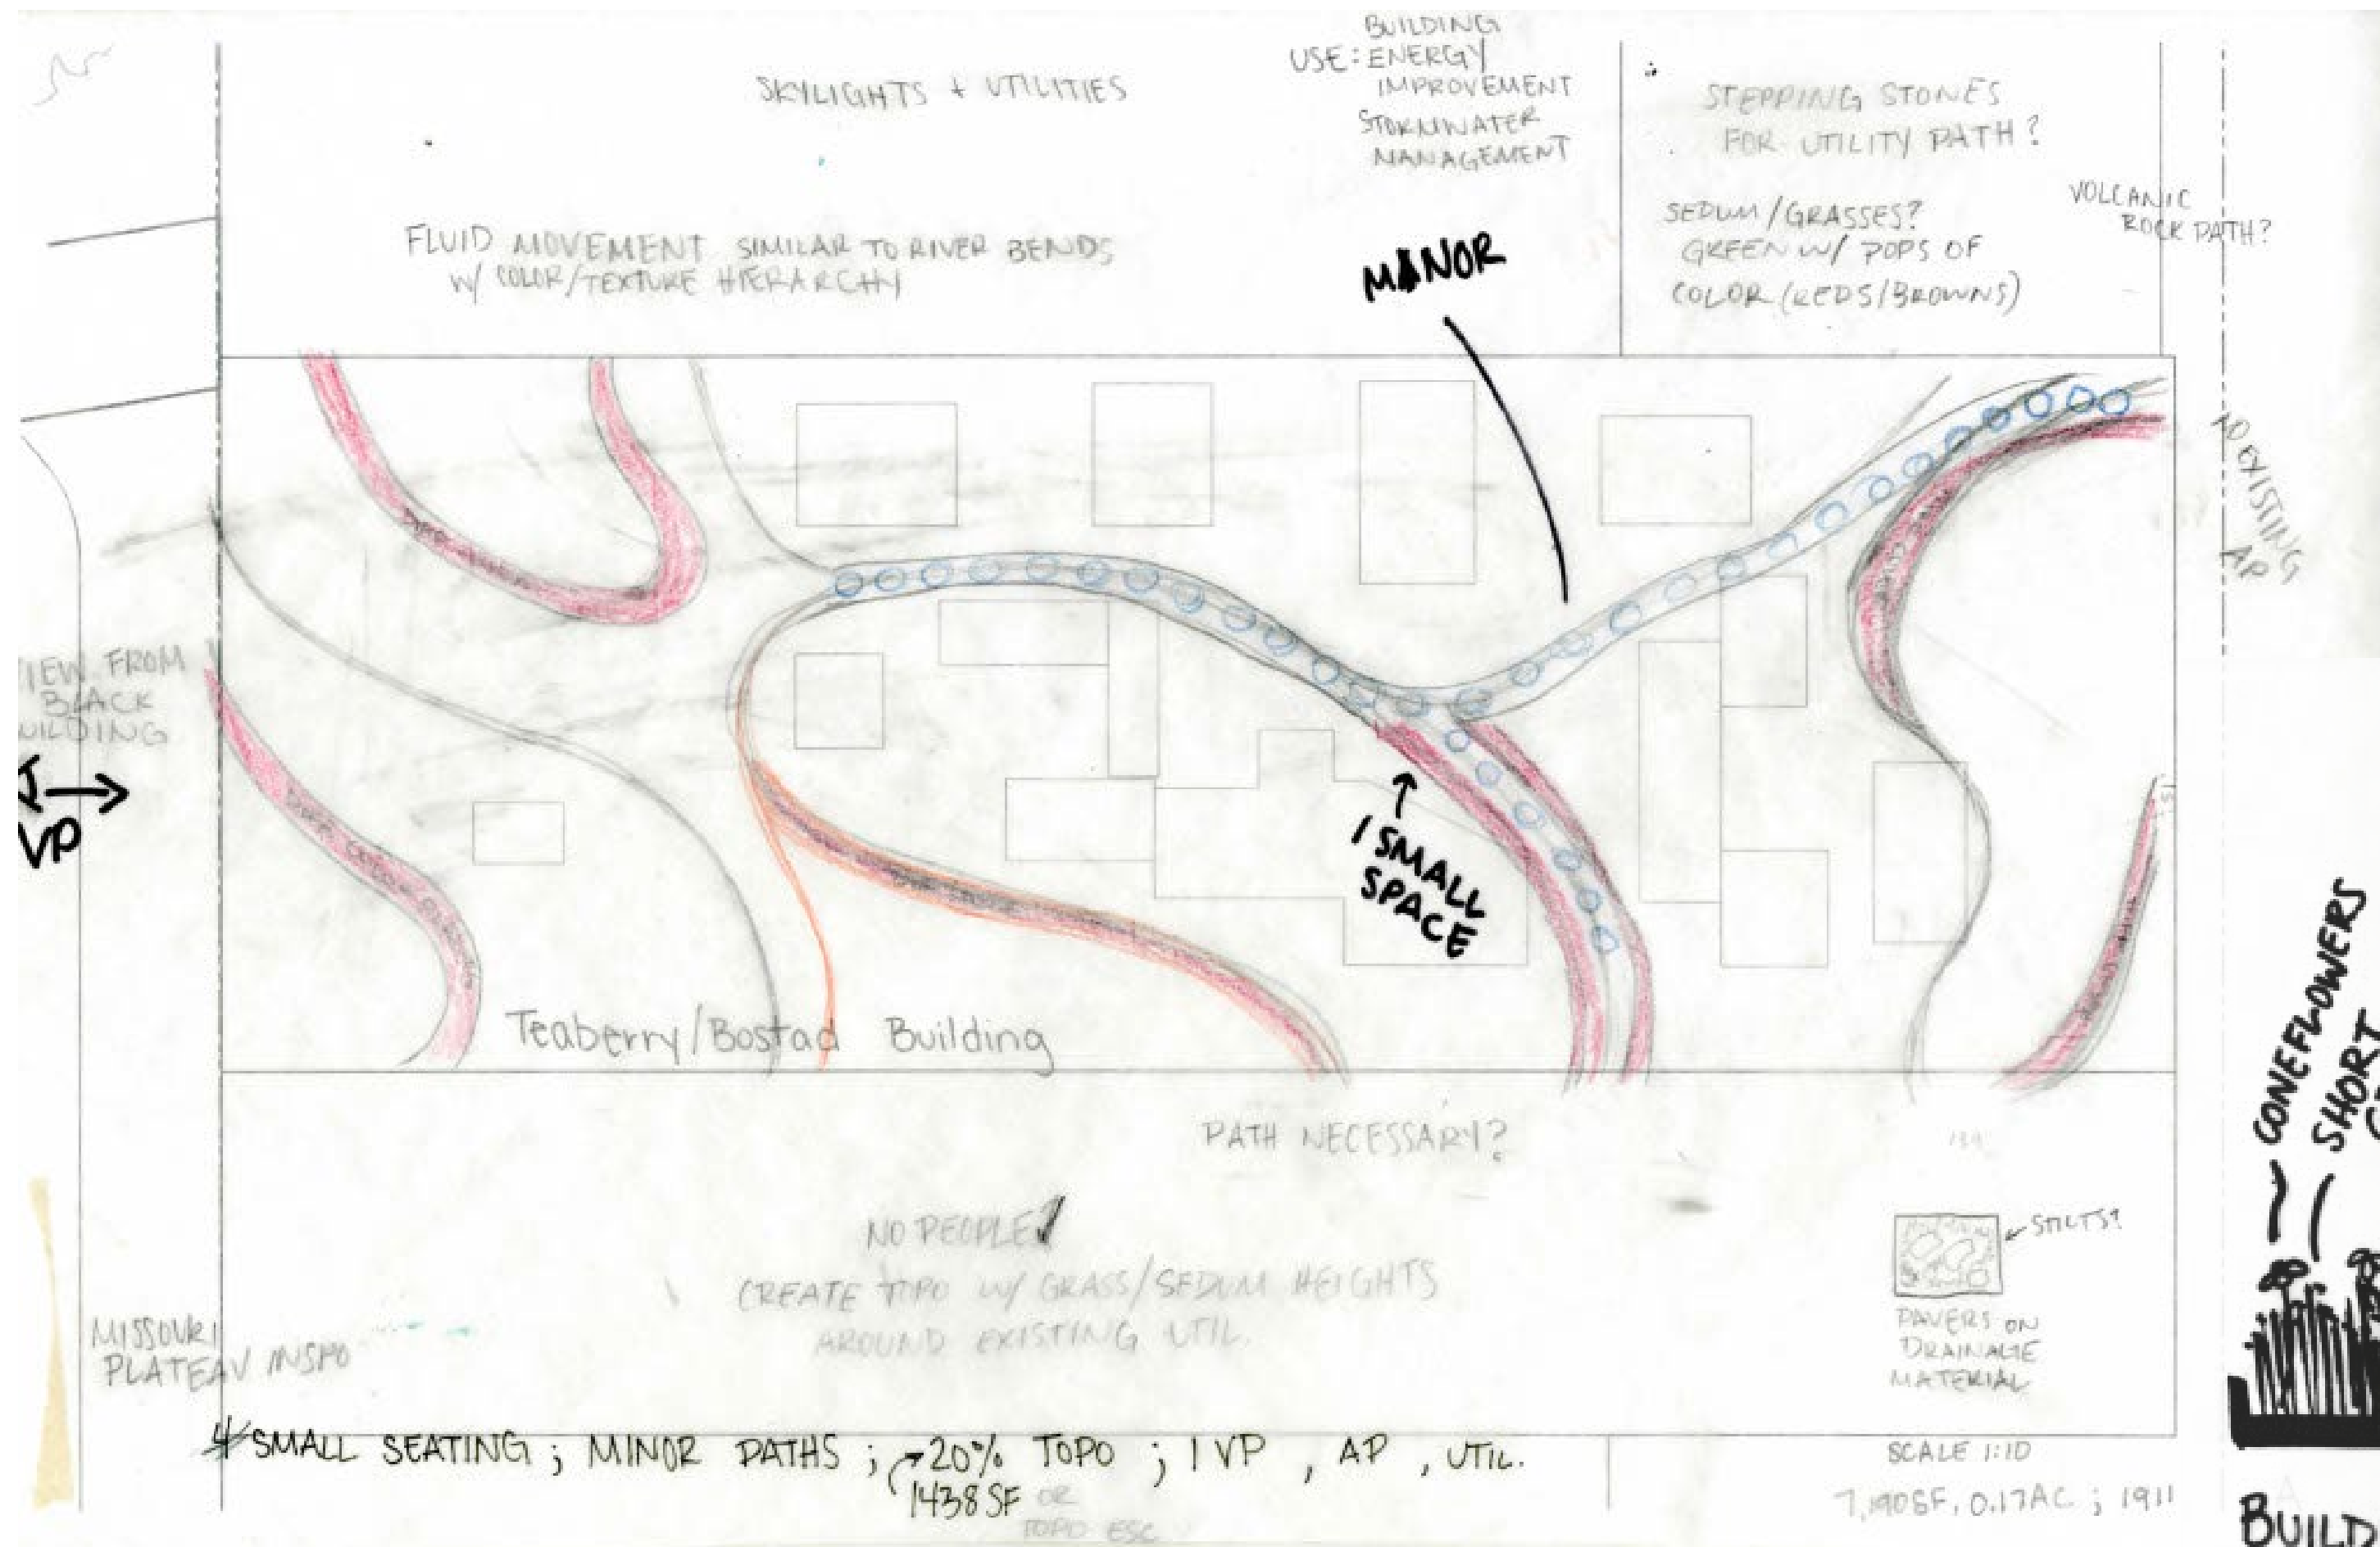 SKYLIGHTS + UTILITIES
BUILDING
USE: ENERGY
IMPROVEMENT
STORMWATER
MANAGEMENT
STEPPING STONES
FOR UTILITY PATH?
SEDUM/GRASSES?
GREEN W/ POPS OF
COLOR (REDS/BROWNS)
VOLCANIC
ROCK PATH?
FLUID MOVEMENT SIMILAR TO RIVER BENDS
W/ COLOR/TEXTURE HIERARCHY
MINOR
EXISTING
AP
VIEW FROM
BLACK
BUILDING
VP
1 SMALL
SPACE
Teaberry/Bostad Building
PATH NECESSARY?
NO PEOPLE
CREATE TOPO W/ GRASS/SEDUM HEIGHTS
AROUND EXISTING UTIL.
STILTS?
PAVERS ON
DRAINAGE
MATERIAL
MISSOURI
PLATEAU INSPO
CONEFLOWERS
SHORT
SMALL SEATING; MINOR PATHS; 20% TOPO; 1 VP, AP, UTIL.
1438 SF OR
TOPO ESC
SCALE 1:10
7,190SF, 0.17AC; 1911
BUILD